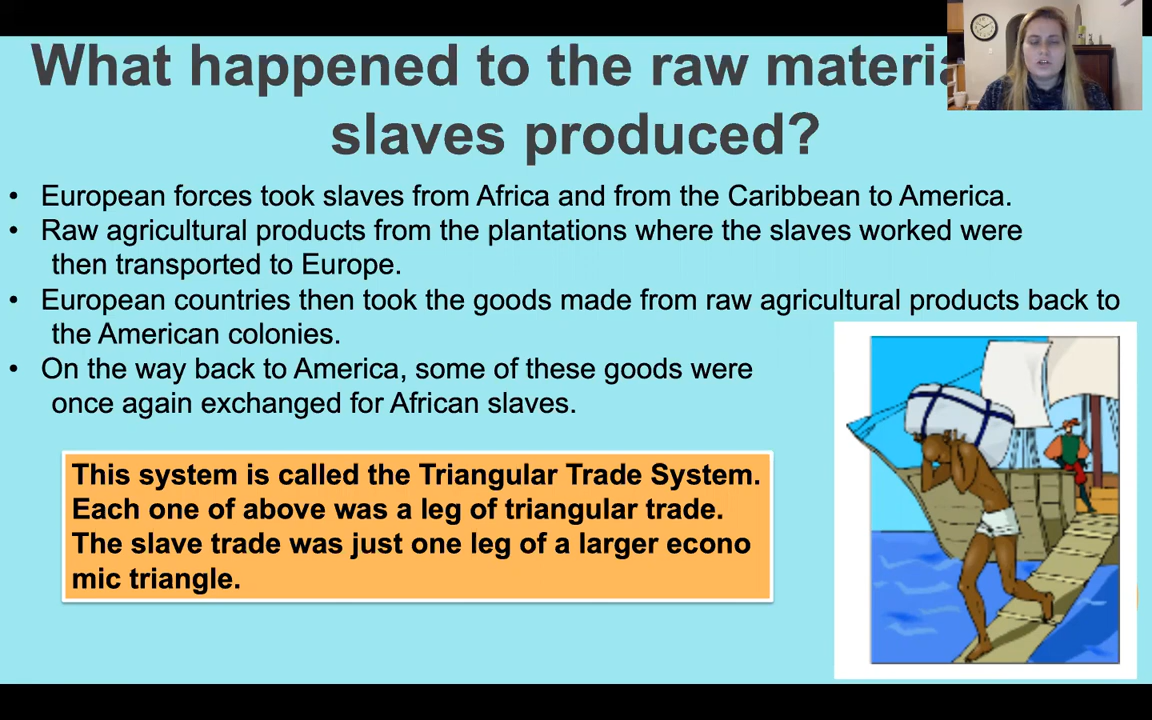 What happened to the raw materia
slaves produced?
• European forces took slaves from Africa and from the Caribbean to America.
• Raw agricultural products from the plantations where the slaves worked were
then transported to Europe.
• European countries then took the goods made from raw agricultural products back to
the American colonies.
• On the way back to America, some of these goods were
once again exchanged for African slaves.
This system is called the Triangular Trade System.
Each one of above was a leg of triangular trade.
The slave trade was just one leg of a larger econo
mic triangle.